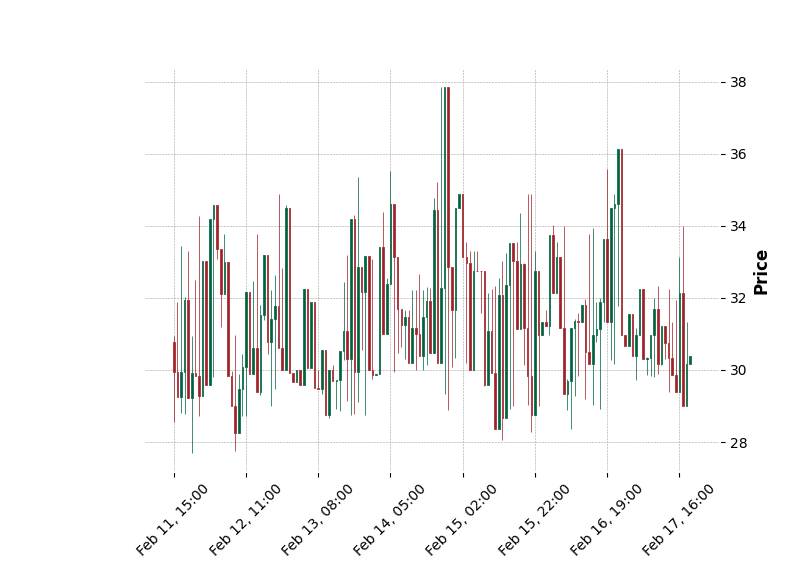 38
36
34
32
30
28
Price
Feb 11, 15:00
Feb 12, 11:00
Feb 13, 08:00
Feb 14, 05:00
Feb 15, 02:00
Feb 15, 22:00
Feb 16, 19:00
Feb 17, 16:00